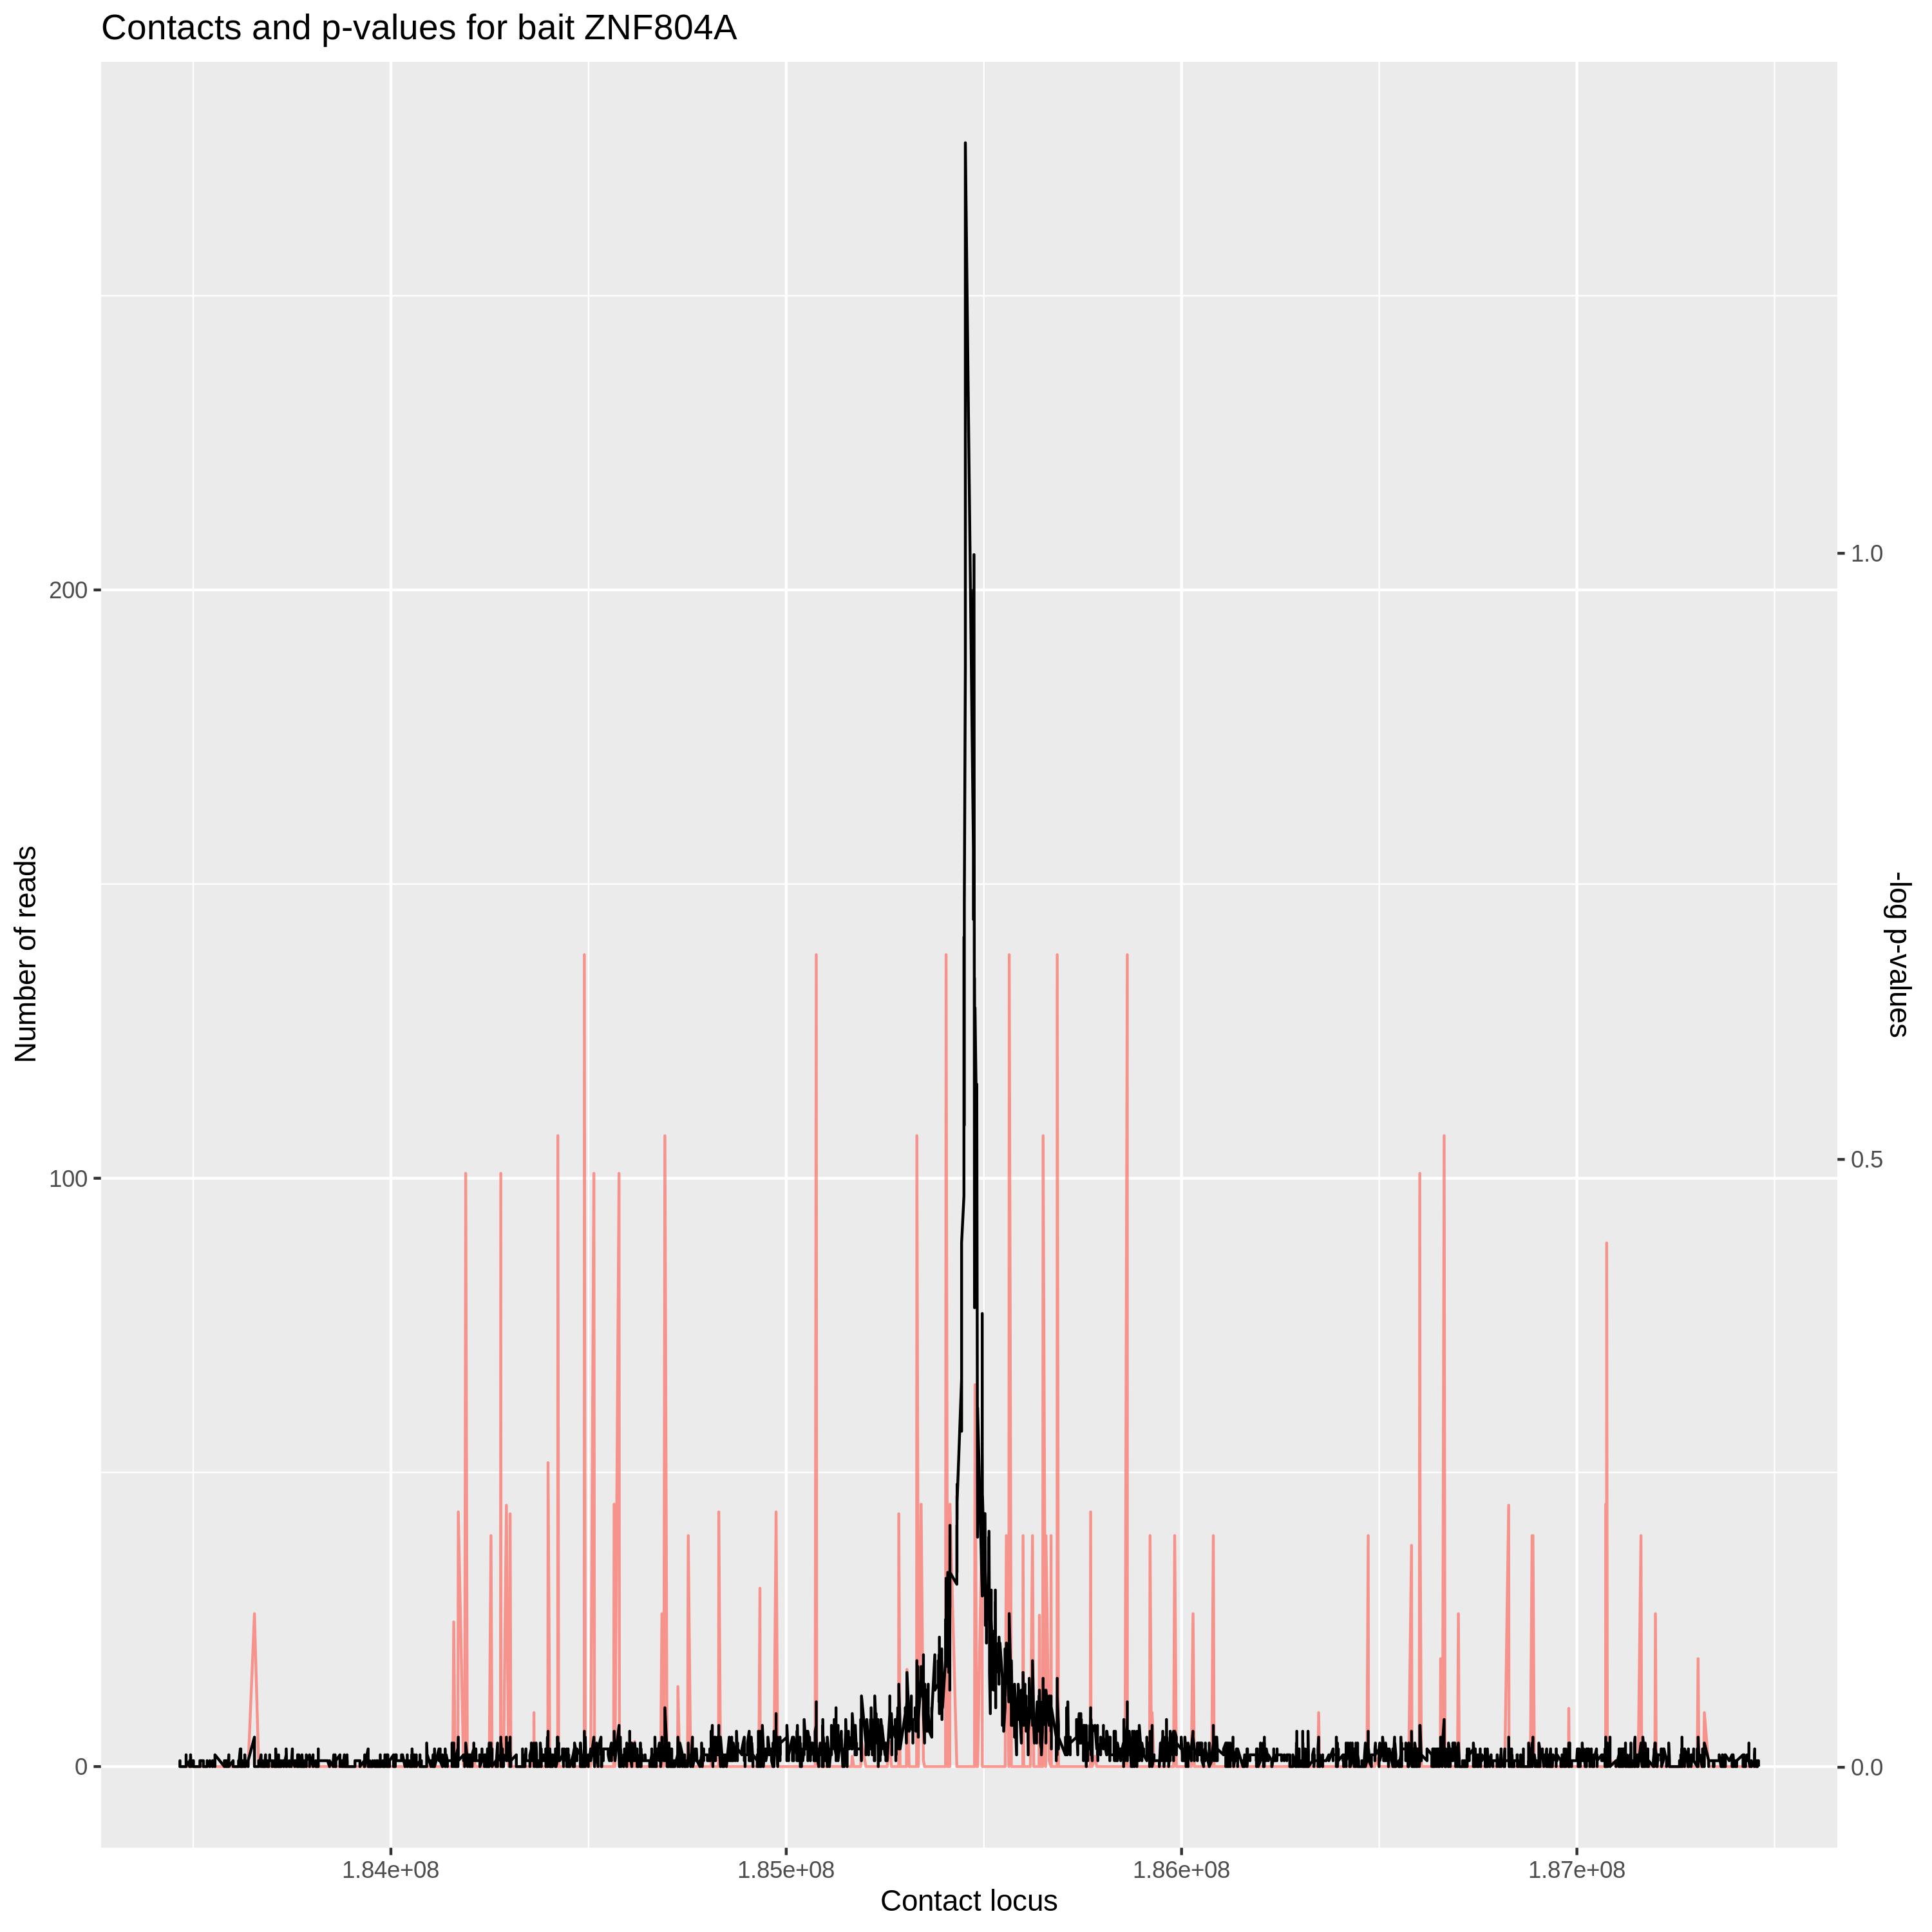 Contacts and p-values for bait ZNF804A
Number of reads
200
100
0
1.0
0.5
0.0
-log p-values
1.84e+08 1.85e+08 1.86e+08 1.87e+08
Contact locus